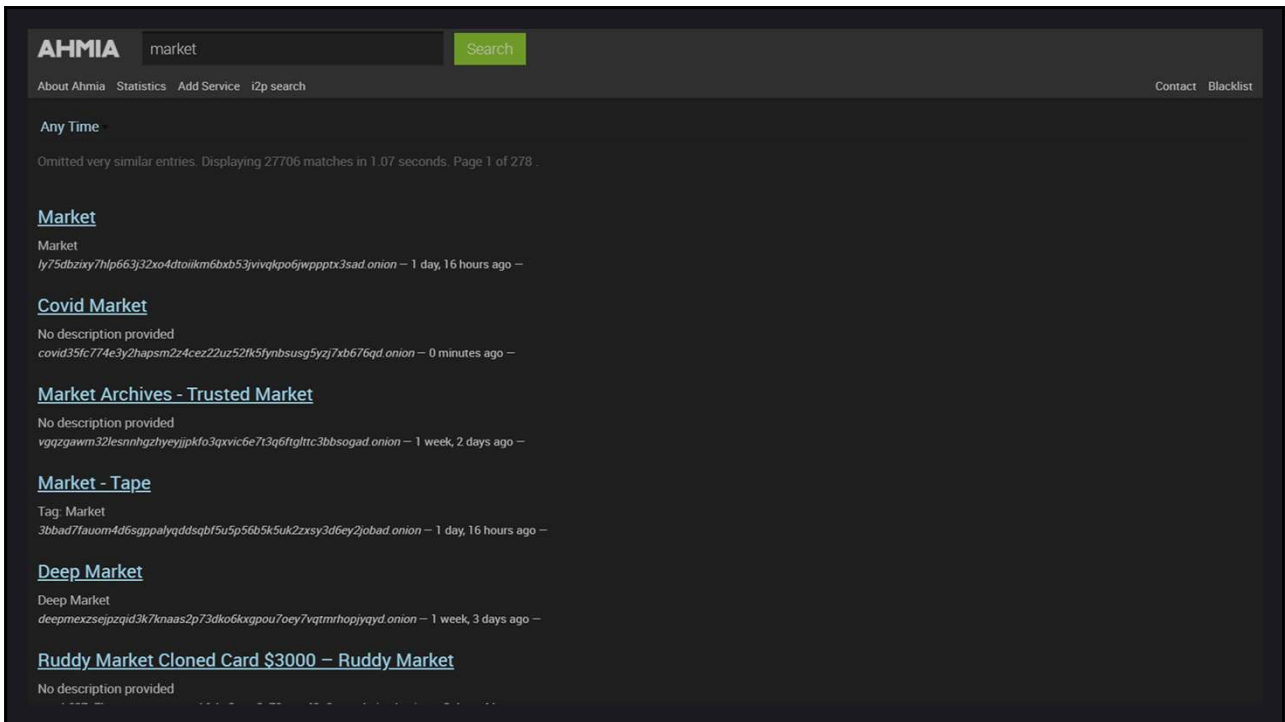 AHMIA market Search
About Ahmia Statistics Add Service i2p search Contact Blacklist
Any Time
Omitted very similar entries. Displaying 27706 matches in 1.07 seconds. Page 1 of 278 .
Market
Market
ly75dbzixy7hlp663j32xo4dtoiikm6bxb53jvivqkpo6jwppptx3sad.onion — 1 day, 16 hours ago —
Covid Market
No description provided
covid35fc774e3y2hapsm2z4cez22uz52fk5fynbsusg5yzj7xb676qd.onion — 0 minutes ago —
Market Archives - Trusted Market
No description provided
vgqzgawm32lesnnhgzhyeyjjpkfo3qxvic6e7t3q6ftglttc3bbsogad.onion — 1 week, 2 days ago —
Market - Tape
Tag: Market
3bbad7fauom4d6sgppalyqddsqbf5u5p56b5k5uk2zxsy3d6ey2jobad.onion — 1 day, 16 hours ago —
Deep Market
Deep Market
deepmexzsejpzqid3k7knaas2p73dko6kxgpou7oey7vqtmrhopjyqyd.onion — 1 week, 3 days ago —
Ruddy Market Cloned Card $3000 – Ruddy Market
No description provided